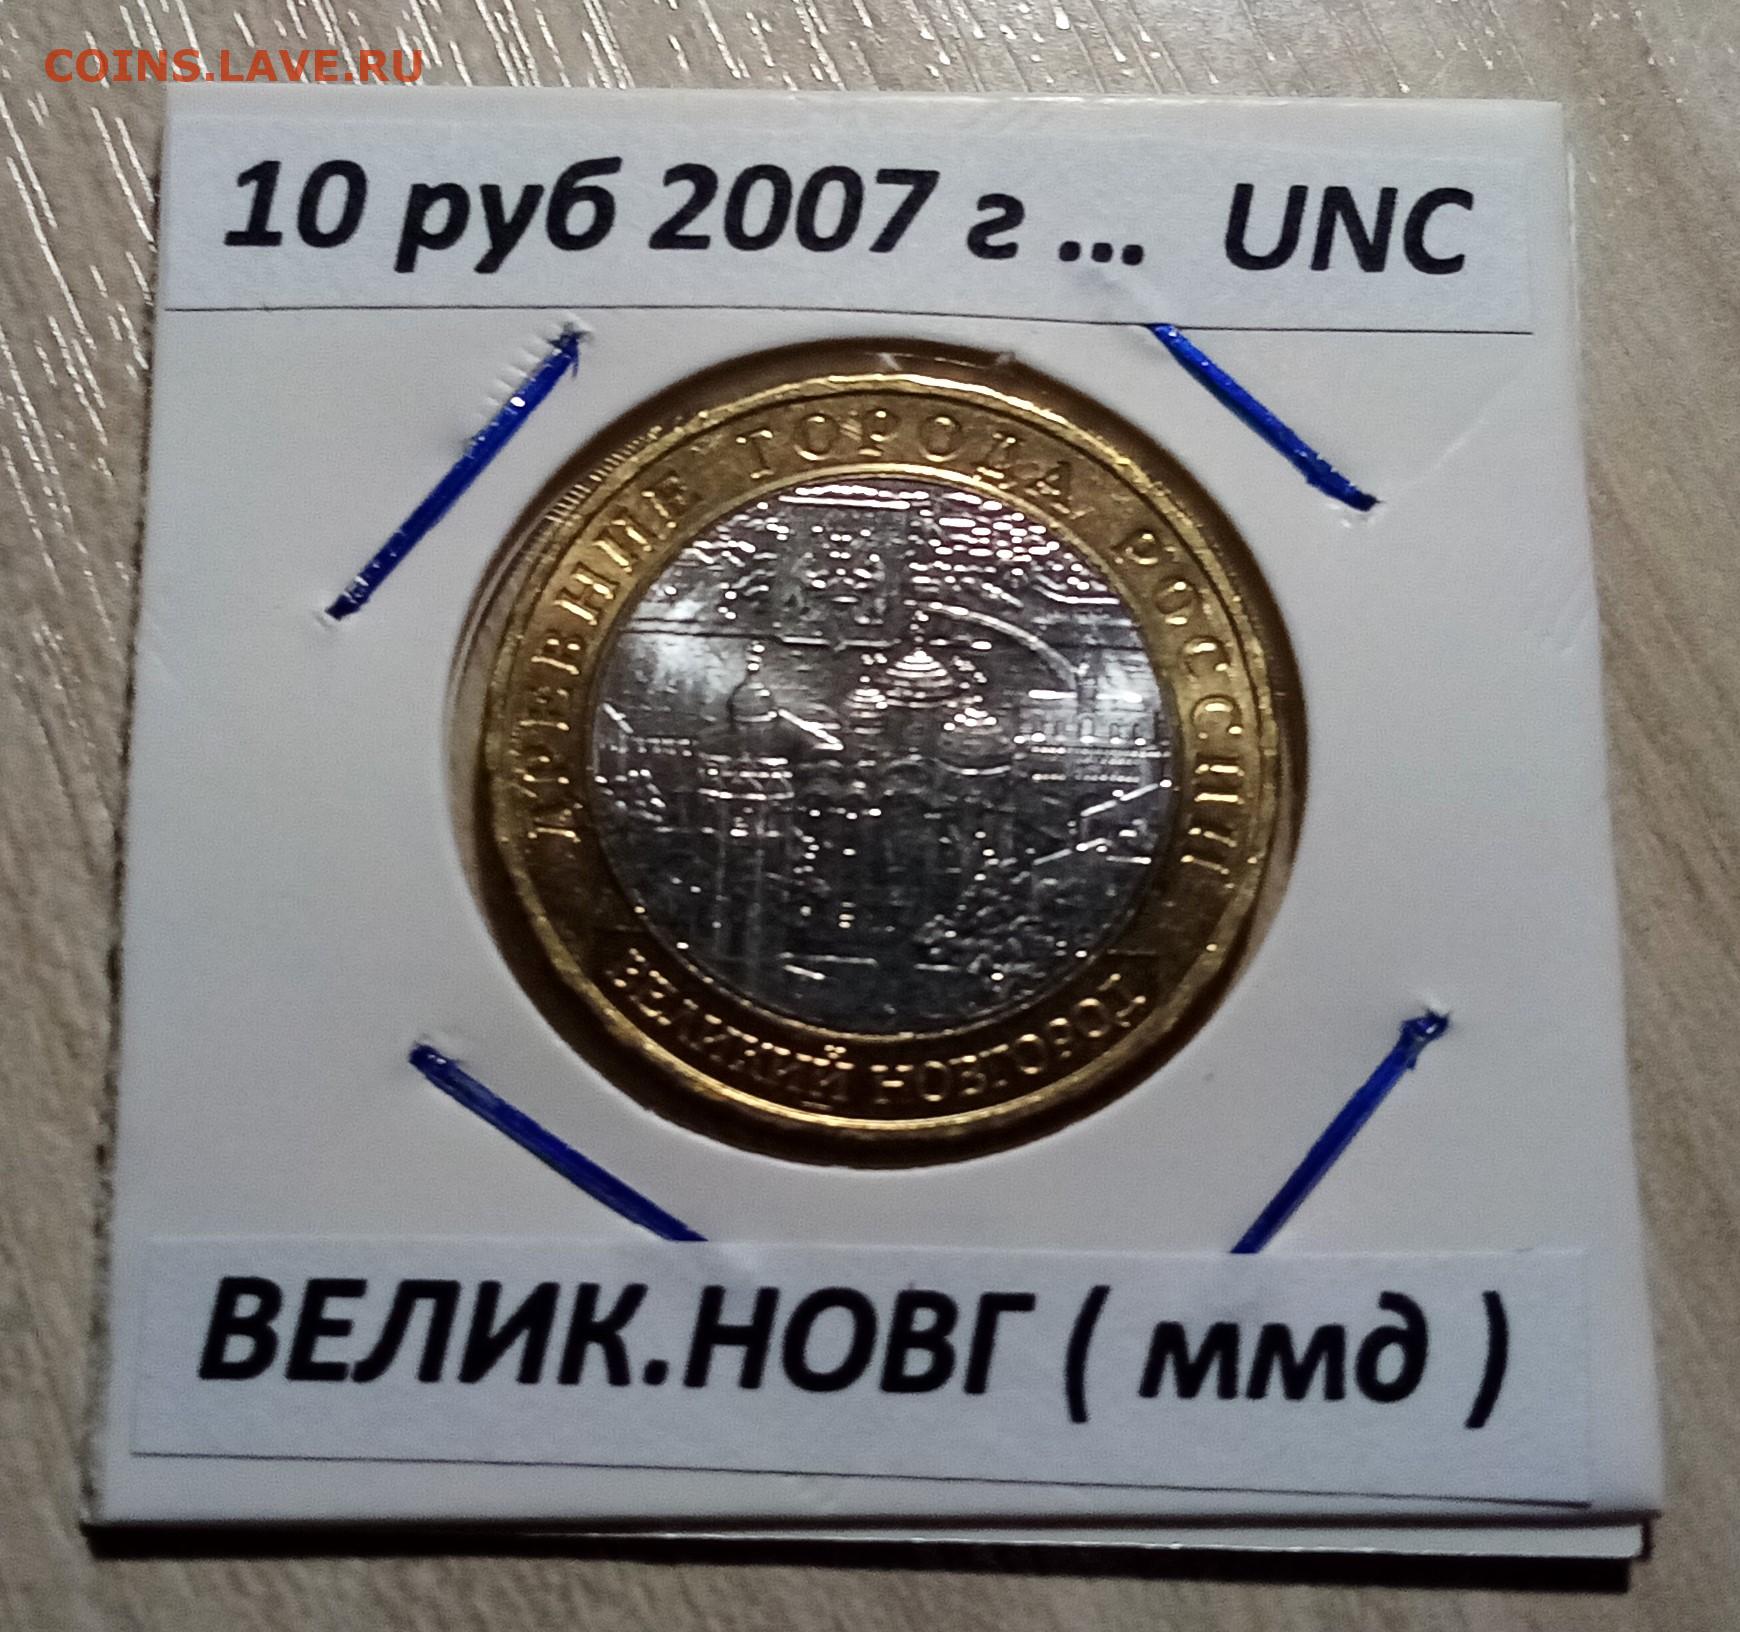 COINS.LAVE.RU
10 руб 2007 г ... UNC
ДРЕВНИЕ ГОРОДА РОССИИ
ВЕЛИКИЙ НОВГОРОД
ВЕЛИК.НОВГ ( ммд )